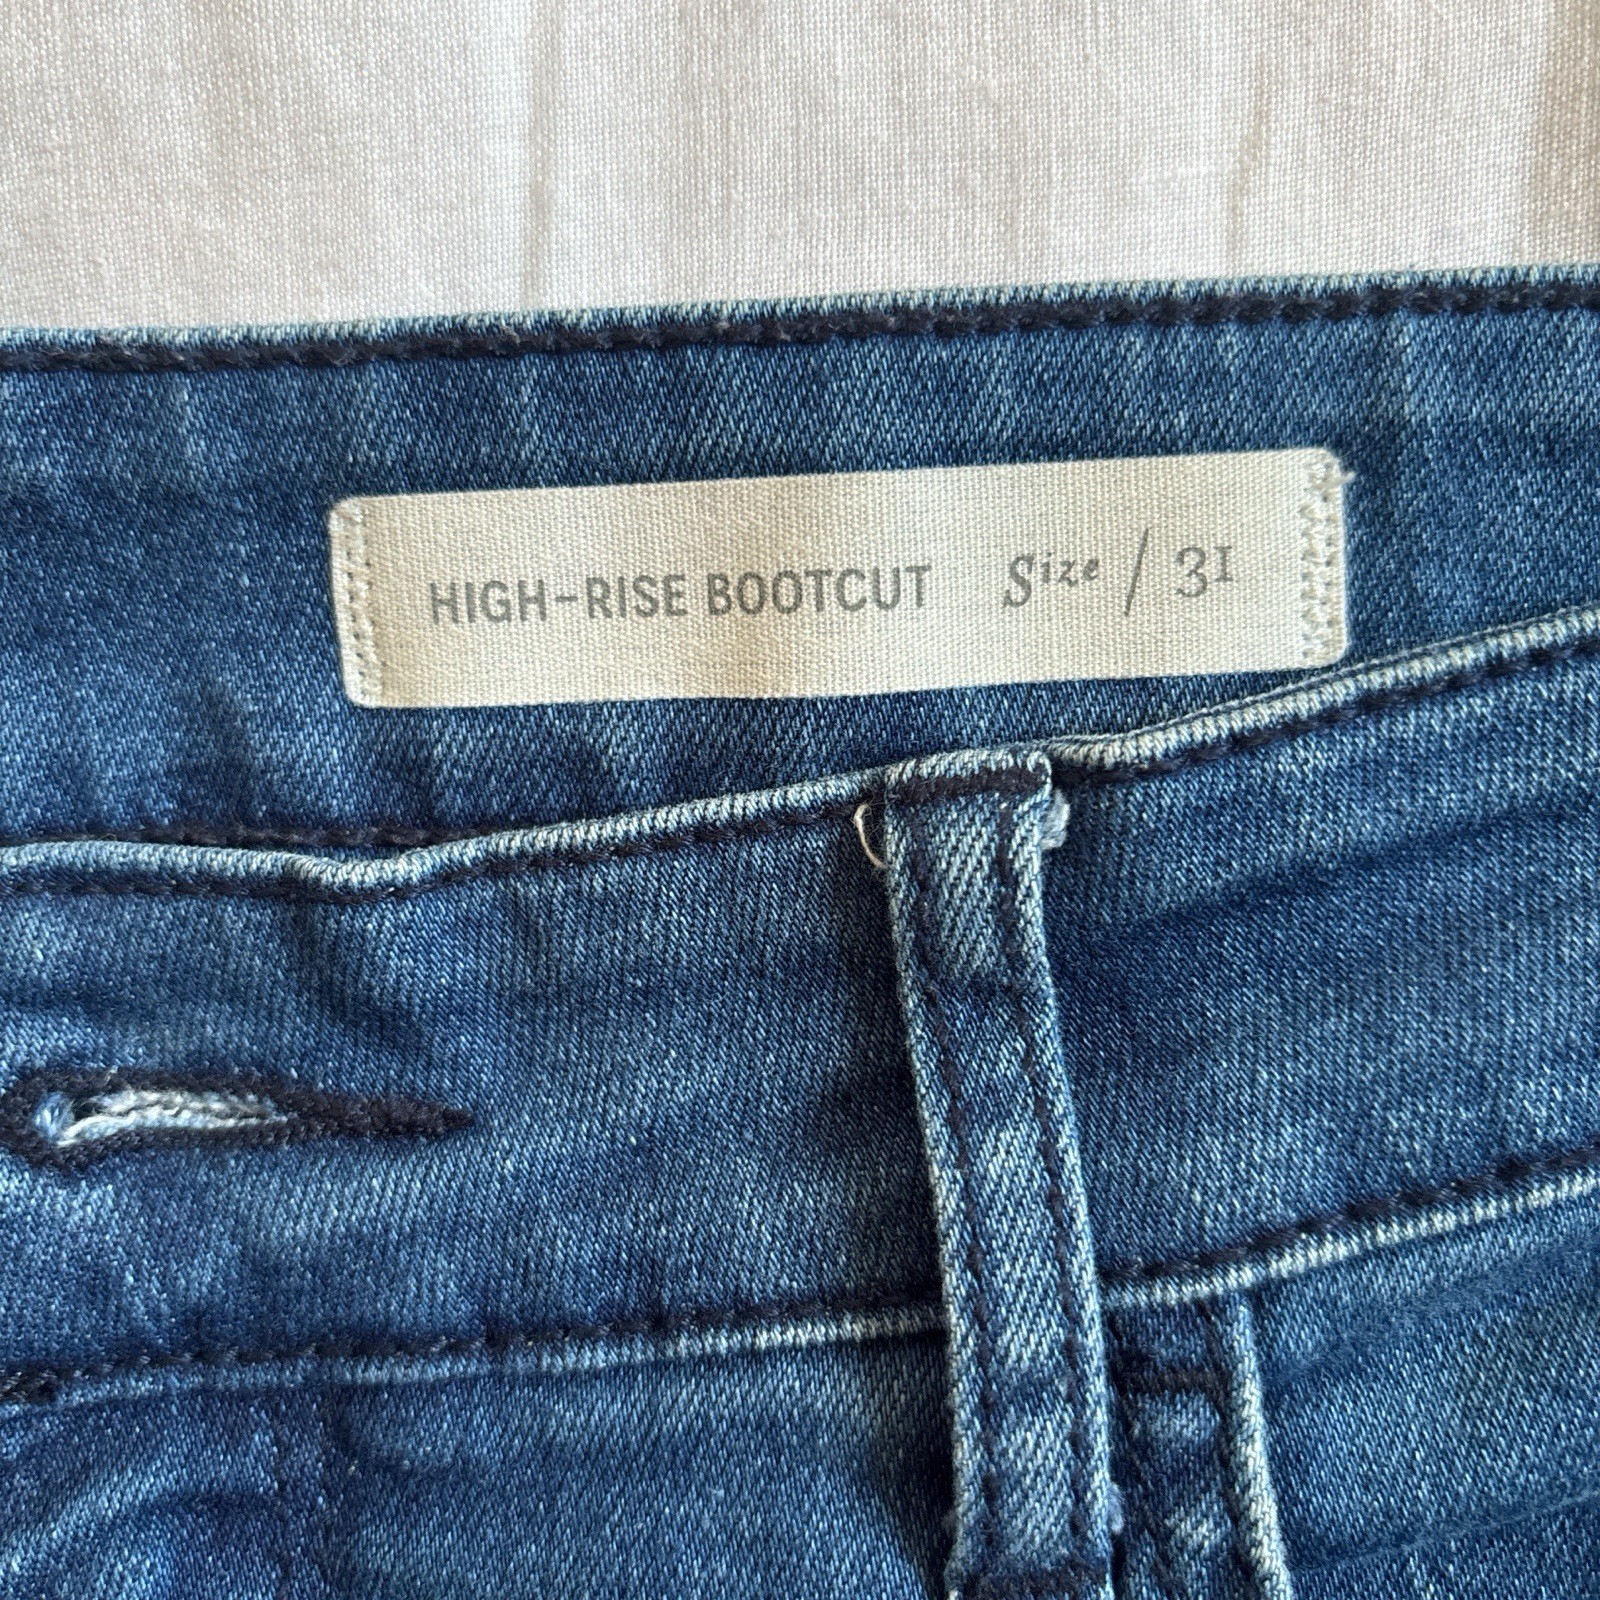 HIGH-RISE BOOTCUT Size / 31